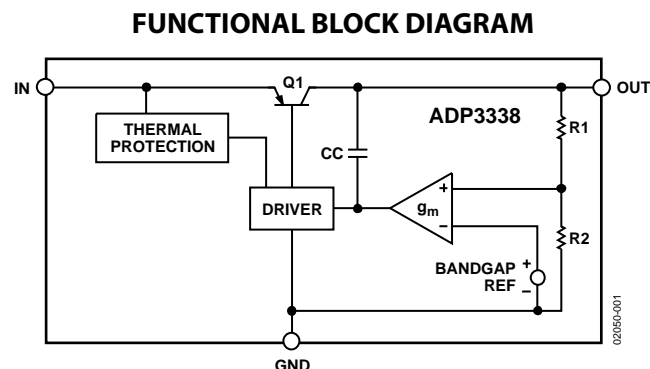 FUNCTIONAL BLOCK DIAGRAM
IN
Q1
OUT
THERMAL
PROTECTION
ADP3338
R1
CC
DRIVER
+
gm
–
R2
BANDGAP
REF
+
–
GND
02050-001